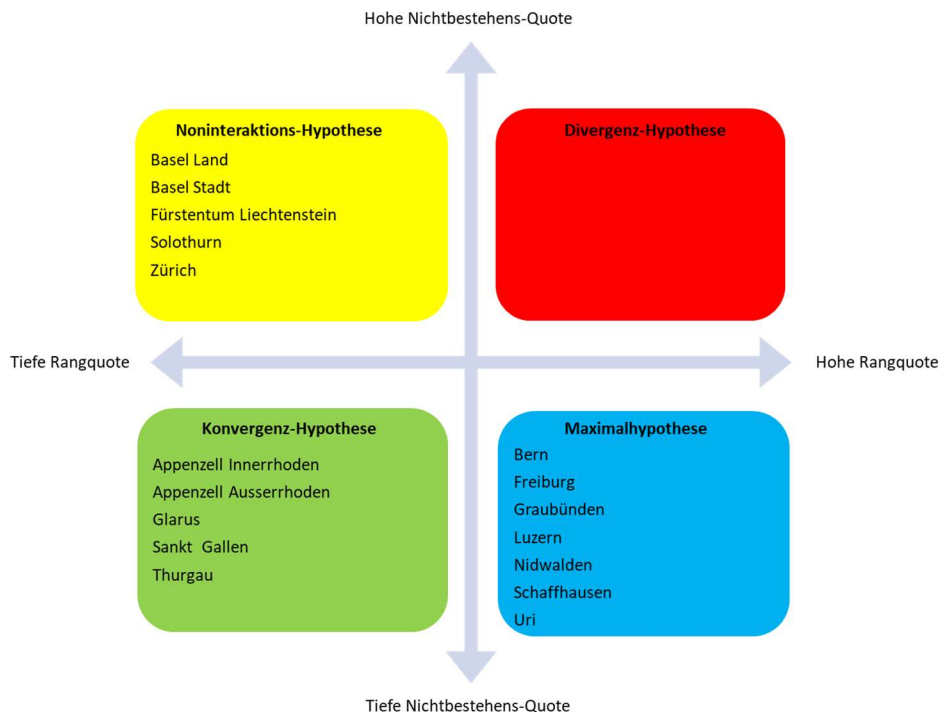 Hohe Nichtbestehens-Quote
Noninteraktions-Hypothese
Basel Land
Basel Stadt
Fürstentum Liechtenstein
Solothurn
Zürich
Divergenz-Hypothese
Tiefe Rangquote
Hohe Rangquote
Konvergenz-Hypothese
Appenzell Innerrhoden
Appenzell Ausserrhoden
Glarus
Sankt Gallen
Thurgau
Maximalhypothese
Bern
Freiburg
Graubünden
Luzern
Nidwalden
Schaffhausen
Uri
Tiefe Nichtbestehens-Quote